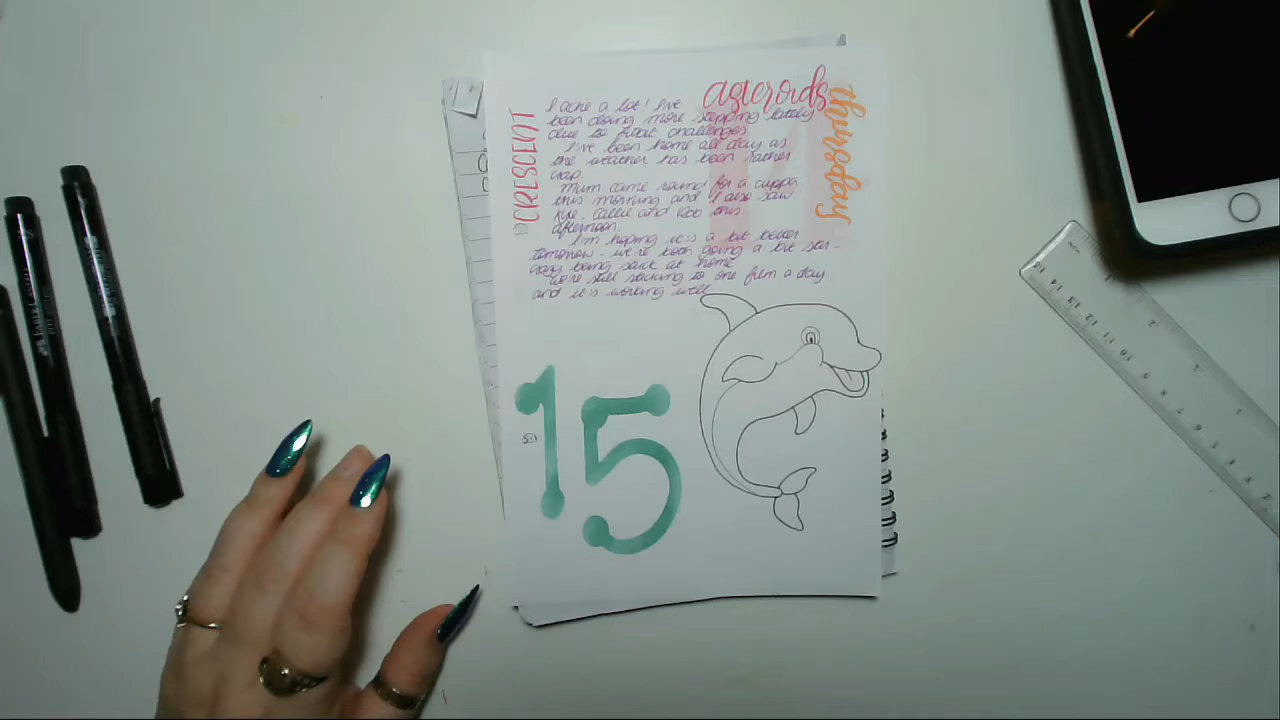 asteroids
thursday
CRESCENT
I ache a lot! I've
been doing more stepping lately
due to fitbit challenges
I've been home all day as
the weather has been rather
crap.
Mum came round for a cuppa
this morning and I also saw
Kye, Callie and Rob this
afternoon.
I'm hoping it's a bit better
tomorrow. we're both going a bit stir-
crazy being stuck at home
We're still sticking to one film a day
and it's working well
15